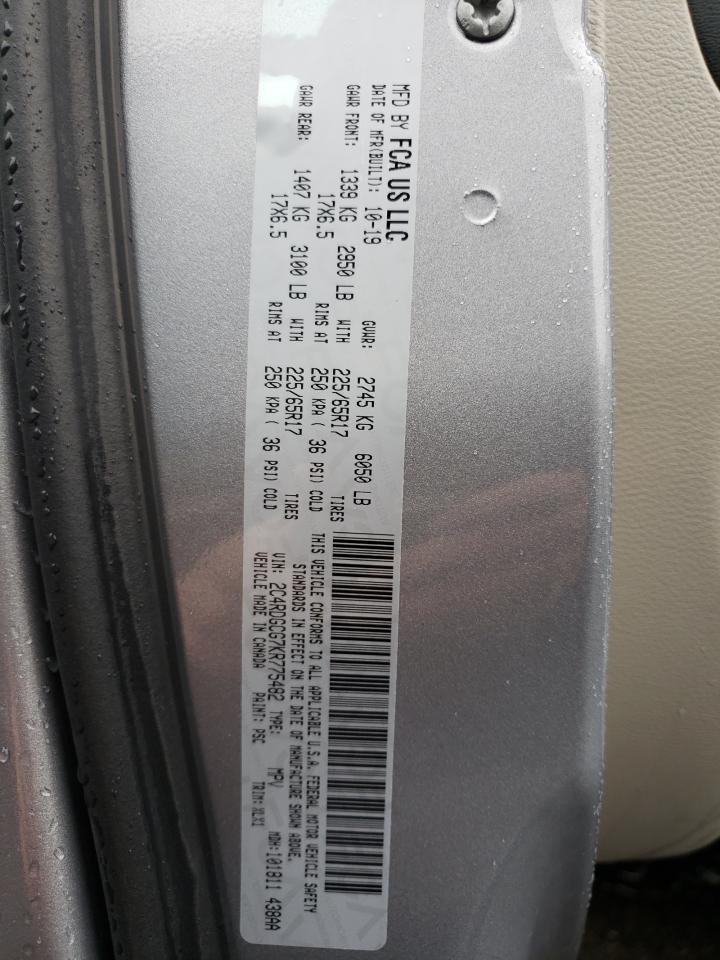 MFD BY FCA US LLC
DATE OF MFR(BUILT): 10-19 GVWR: 2745 KG 6050 LB
GAWR FRONT: 1339 KG 2950 LB WITH 225/65R17 TIRES
17X6.5 RIMS AT 250 KPA ( 36 PSI) COLD
GAWR REAR: 1407 KG 3100 LB WITH 225/65R17 TIRES
17X6.5 RIMS AT 250 KPA ( 36 PSI) COLD
THIS VEHICLE CONFORMS TO ALL APPLICABLE U.S.A. FEDERAL MOTOR VEHICLE SAFETY
STANDARDS IN EFFECT ON THE DATE OF MANUFACTURE SHOWN ABOVE.
VIN: 2C4RDGCG7KR775482 TYPE: MPV MDH:101811 438AA
VEHICLE MADE IN CANADA PAINT: PSC TRIM:XLX1